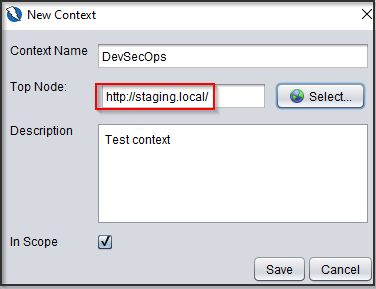 New Context
Context Name DevSecOps
Top Node: http://staging.local/ Select...
Description Test context
In Scope
Save Cancel